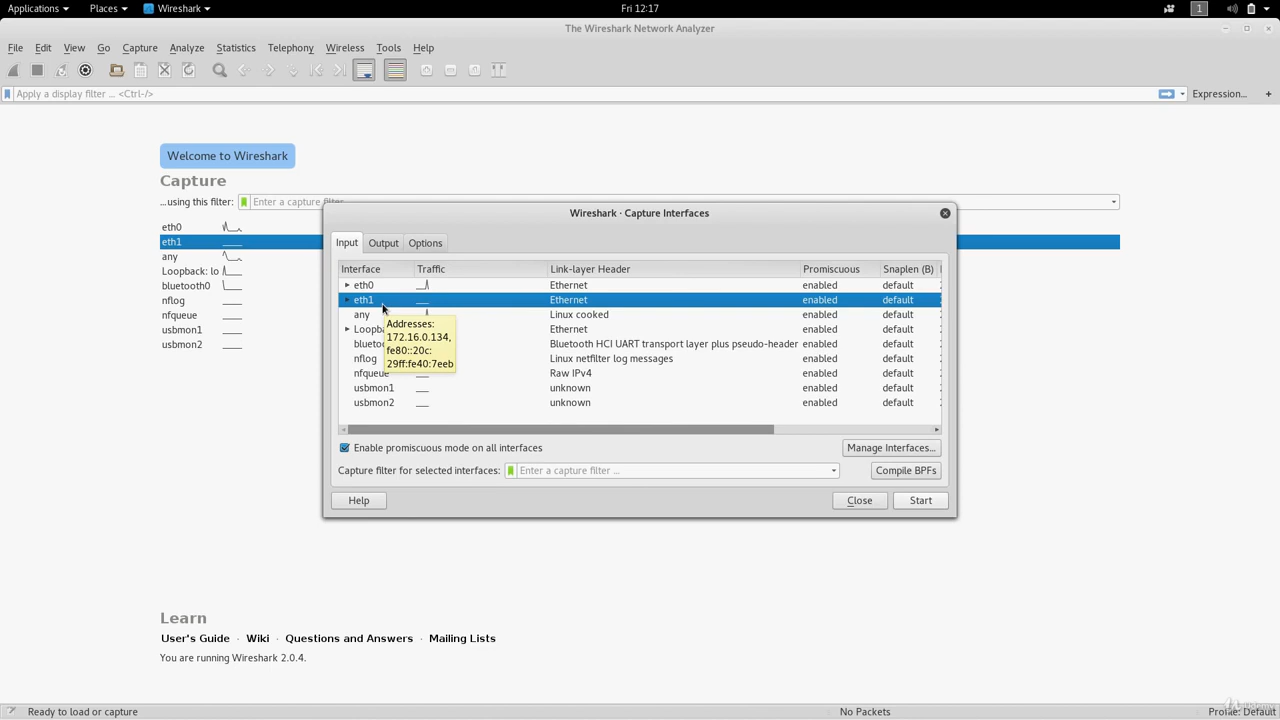 Applications Places Wireshark Fri 12:17 1
The Wireshark Network Analyzer
File Edit View Go Capture Analyze Statistics Telephony Wireless Tools Help
Apply a display filter ... <Ctrl-/> Expression... +
Welcome to Wireshark
Capture
...using this filter: Enter a capture filter
eth0
eth1
any
Loopback: lo
bluetooth0
nflog
nfqueue
usbmon1
usbmon2
Wireshark · Capture Interfaces
Input Output Options
Interface Traffic Link-layer Header Promiscuous Snaplen (B)
eth0 Ethernet enabled default
eth1 Ethernet enabled default
any Linux cooked enabled default
Loopba Ethernet enabled default
bluetoo Bluetooth HCI UART transport layer plus pseudo-header enabled default
nflog Linux netfilter log messages enabled default
nfqueue Raw IPv4 enabled default
usbmon1 unknown enabled default
usbmon2 unknown enabled default
Addresses:
172.16.0.134,
fe80::20c:
29ff:fe40:7eeb
Enable promiscuous mode on all interfaces Manage Interfaces...
Capture filter for selected interfaces: Enter a capture filter ... Compile BPFs
Help Close Start
Learn
User's Guide · Wiki · Questions and Answers · Mailing Lists
You are running Wireshark 2.0.4.
Ready to load or capture No Packets Profile: Default